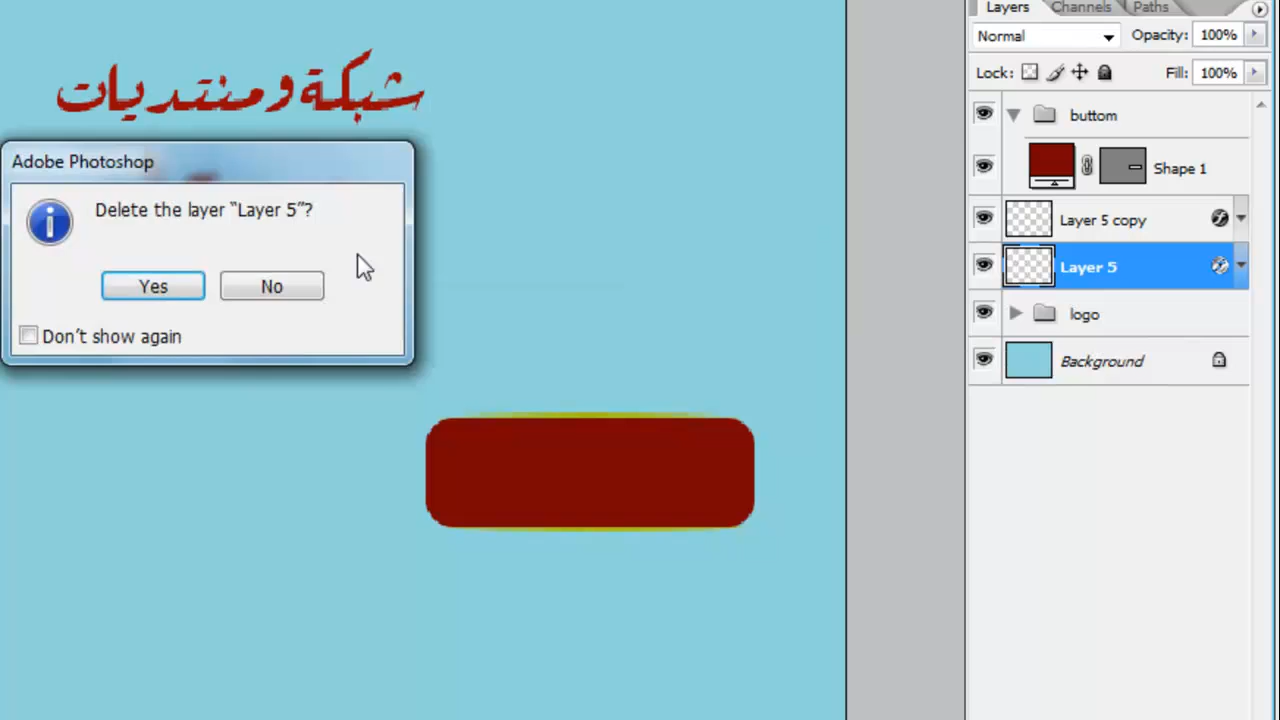 Layers Channels Paths
Normal Opacity: 100%
Lock: Fill: 100%
شبكة ومنتديات
buttom
Adobe Photoshop
Shape 1
Delete the layer “Layer 5”?
Layer 5 copy
Layer 5
Yes No
logo
Don't show again
Background